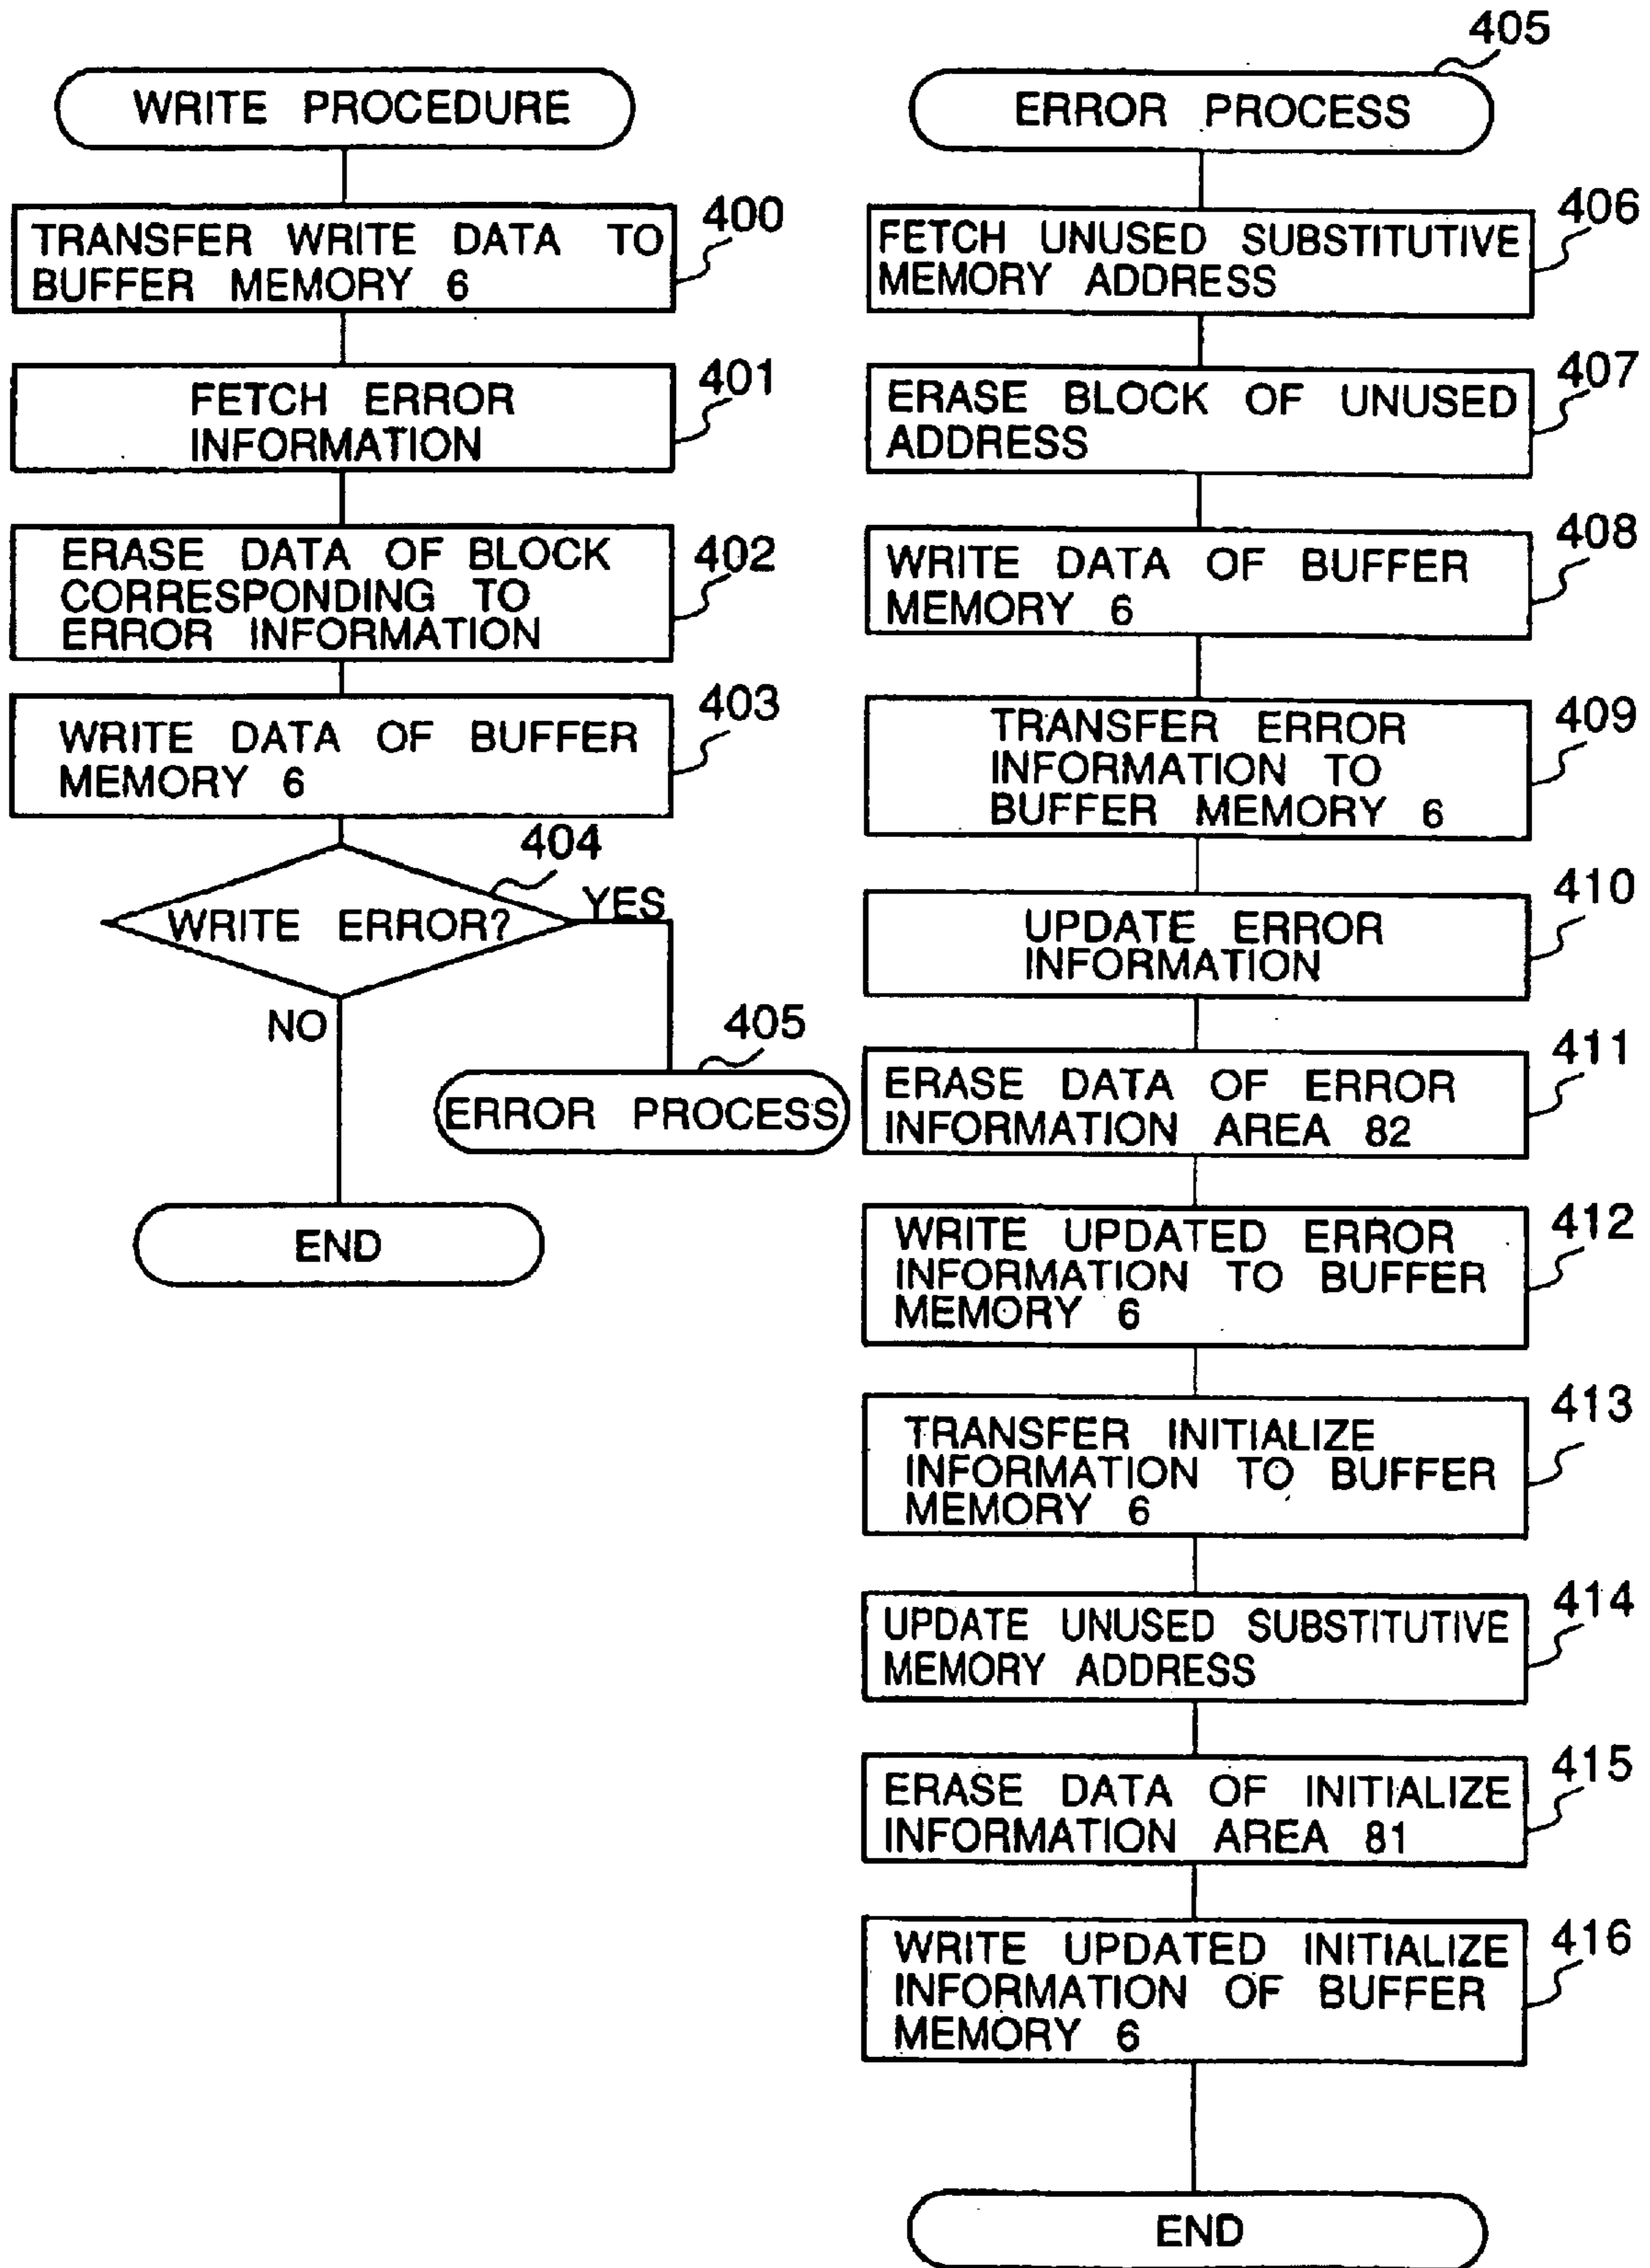 WRITE PROCEDURE
400
TRANSFER WRITE DATA TO
BUFFER MEMORY 6
401
FETCH ERROR
INFORMATION
402
ERASE DATA OF BLOCK
CORRESPONDING TO
ERROR INFORMATION
403
WRITE DATA OF BUFFER
MEMORY 6
404
WRITE ERROR?
YES
NO
405
ERROR PROCESS
END
405
ERROR PROCESS
406
FETCH UNUSED SUBSTITUTIVE
MEMORY ADDRESS
407
ERASE BLOCK OF UNUSED
ADDRESS
408
WRITE DATA OF BUFFER
MEMORY 6
409
TRANSFER ERROR
INFORMATION TO
BUFFER MEMORY 6
410
UPDATE ERROR
INFORMATION
411
ERASE DATA OF ERROR
INFORMATION AREA 82
412
WRITE UPDATED ERROR
INFORMATION TO BUFFER
MEMORY 6
413
TRANSFER INITIALIZE
INFORMATION TO BUFFER
MEMORY 6
414
UPDATE UNUSED SUBSTITUTIVE
MEMORY ADDRESS
415
ERASE DATA OF INITIALIZE
INFORMATION AREA 81
416
WRITE UPDATED INITIALIZE
INFORMATION OF BUFFER
MEMORY 6
END